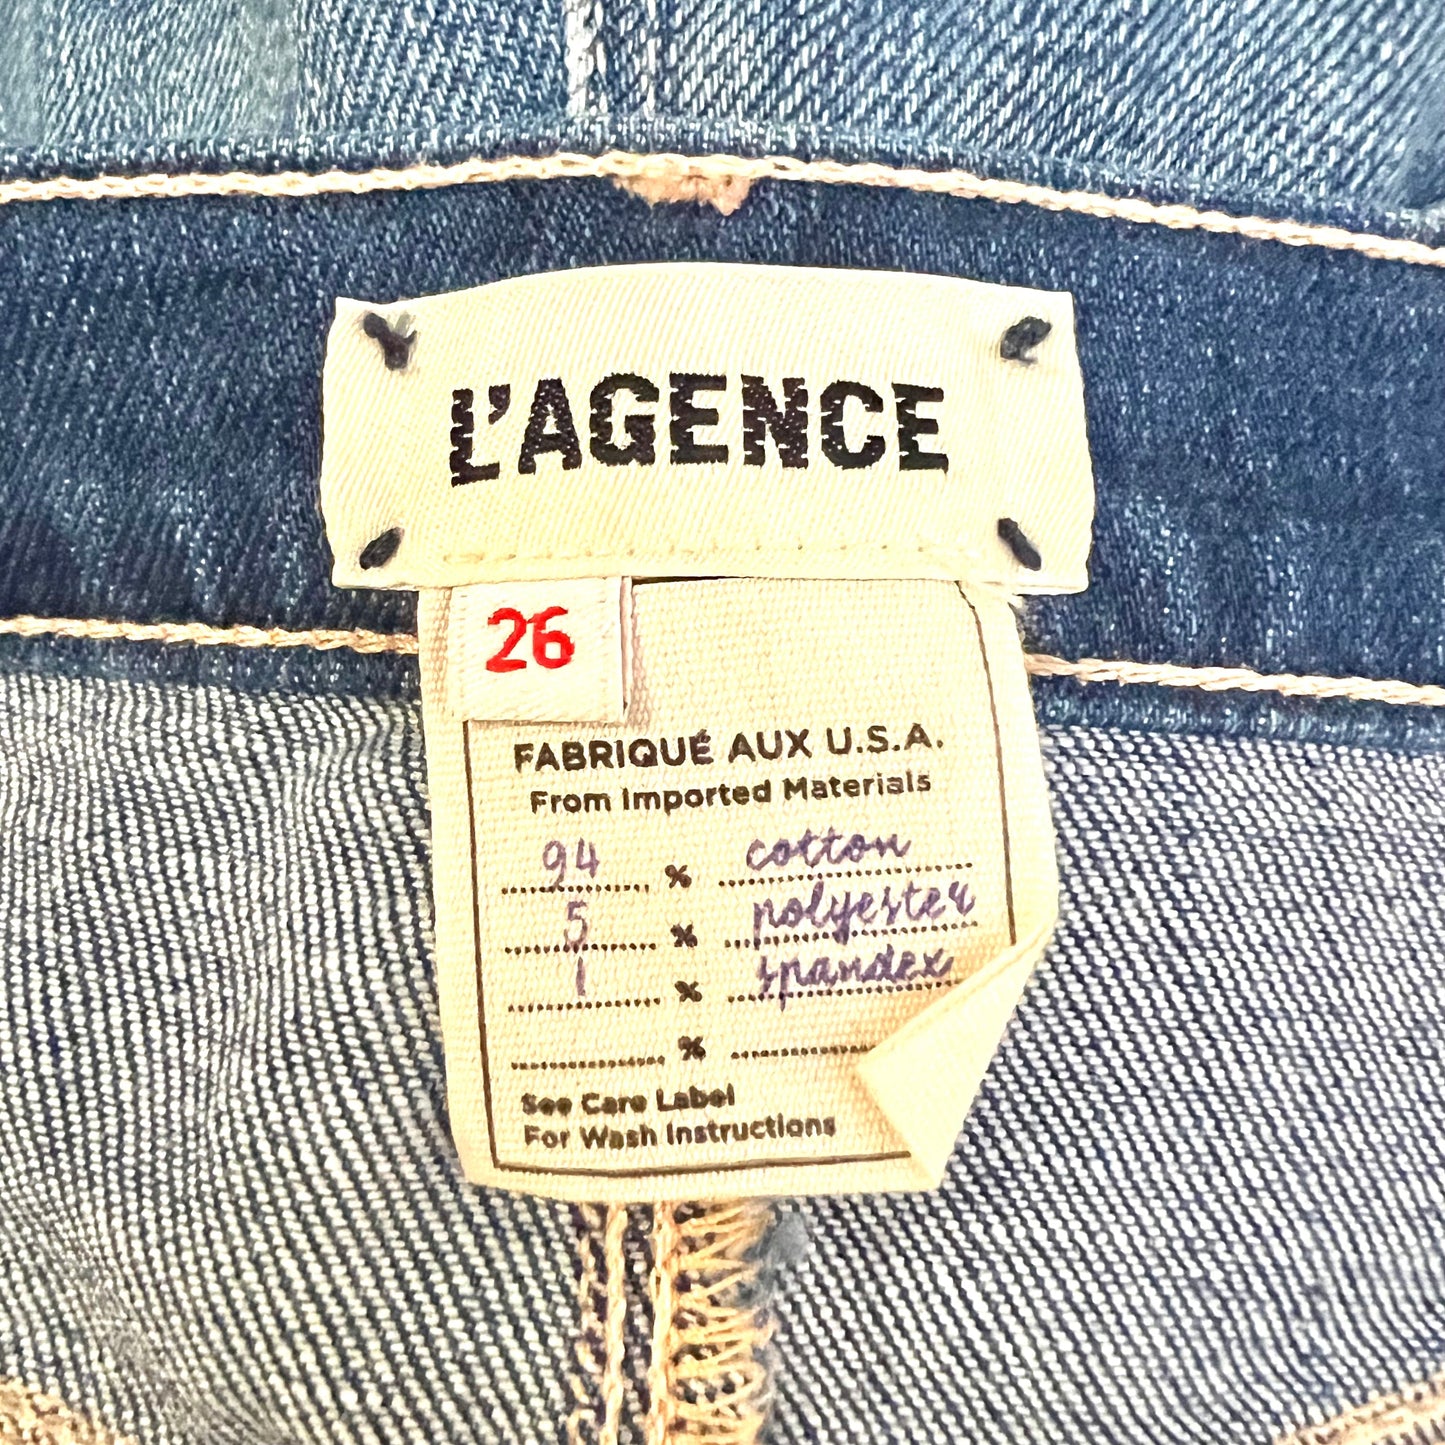 L'AGENCE
26
FABRIQUÉ AUX U.S.A.
From Imported Materials
94 % cotton
5 % polyester
1 % spandex
%
See Care Label
For Wash Instructions